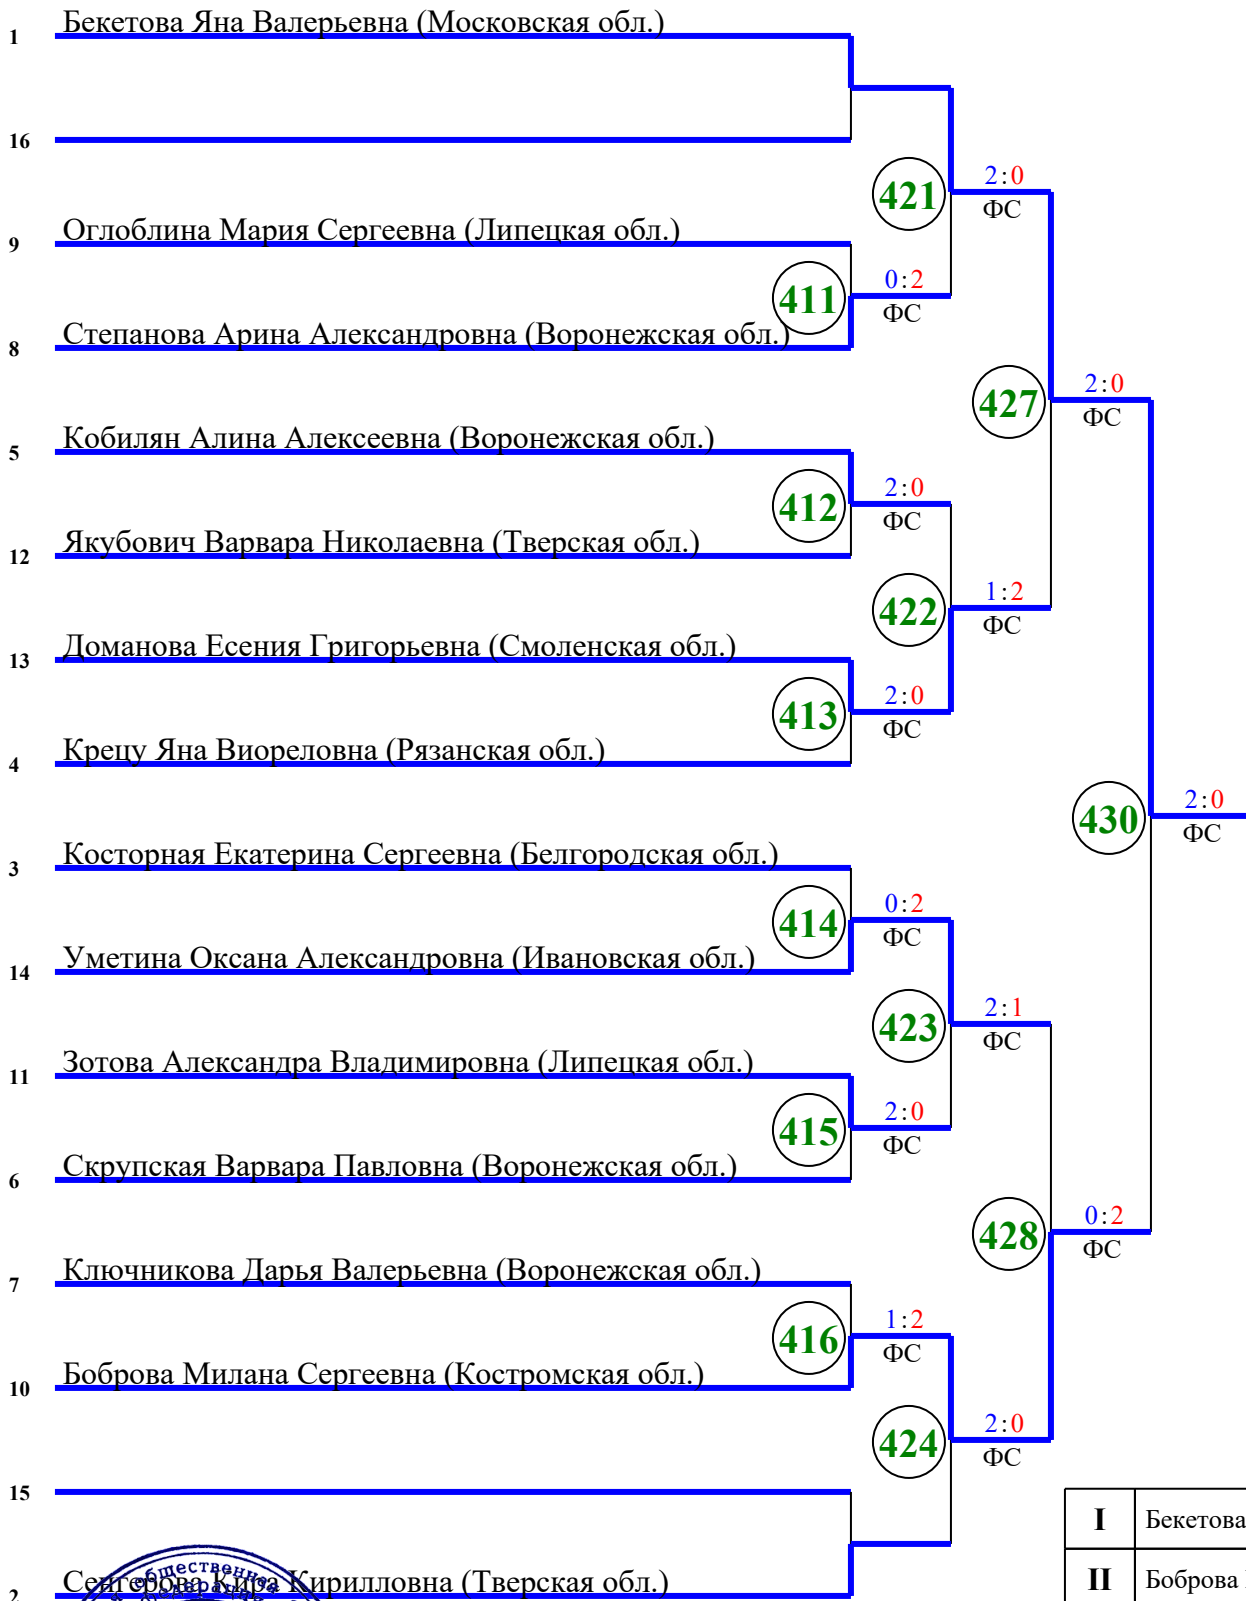 Бекетова Яна Валерьевна (Московская обл.)
1
16
421
2:0
ФС
Оглоблина Мария Сергеевна (Липецкая обл.)
9
411
0:2
ФС
Степанова Арина Александровна (Воронежская обл.)
8
427
2:0
ФС
Кобилян Алина Алексеевна (Воронежская обл.)
5
412
2:0
ФС
Якубович Варвара Николаевна (Тверская обл.)
12
422
1:2
ФС
Доманова Есения Григорьевна (Смоленская обл.)
13
413
2:0
ФС
Крецу Яна Виореловна (Рязанская обл.)
4
430
2:0
ФС
Косторная Екатерина Сергеевна (Белгородская обл.)
3
414
0:2
ФС
Уметина Оксана Александровна (Ивановская обл.)
14
423
2:1
ФС
Зотова Александра Владимировна (Липецкая обл.)
11
415
2:0
ФС
Скрупская Варвара Павловна (Воронежская обл.)
6
428
0:2
ФС
Ключникова Дарья Валерьевна (Воронежская обл.)
7
416
1:2
ФС
Боброва Милана Сергеевна (Костромская обл.)
10
424
2:0
ФС
15
I Бекетова
II Боброва
общественная
Сенгерова Кира Кирилловна (Тверская обл.)
2